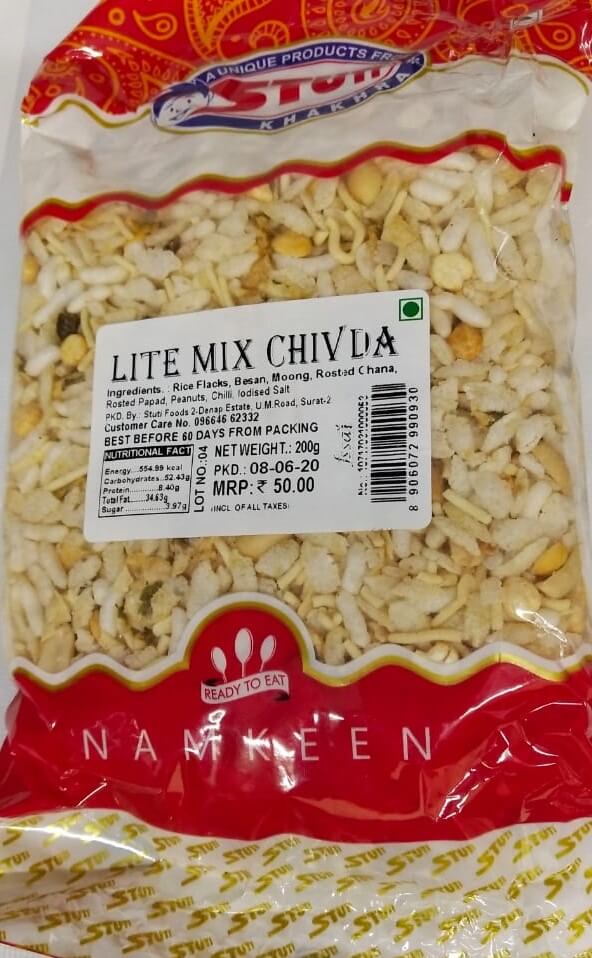 A UNIQUE PRODUCTS FR
STUTI
KHAKHRA
LITE MIX CHIVDA
Ingredients. : Rice Flacks, Besan, Moong, Rosted Chana,
Rosted Papad, Peanuts, Chilli, Iodised Salt
PKD. By.: Stuti Foods 2-Denap Estate, U.M.Road, Surat-2
Customer Care No. 096646 62332
BEST BEFORE 60 DAYS FROM PACKING
NUTRITIONAL FACT
Energy....554.99 kcal
Carbohydrates..52.43g
Protein..........8.40g
Total Fat......34.63g
Sugar............3.97g
LOT NO.:04
NET WEIGHT.: 200g
PKD.: 08-06-20
MRP: ₹ 50.00
(INCL OF ALL TAXES)
fssai
8 906072 990930
READY TO EAT
NAMKEEN
STUTI